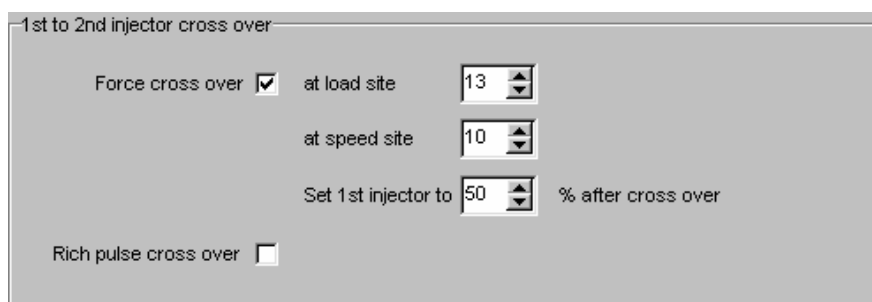 1st to 2nd injector cross over
Force cross over at load site 13
at speed site 10
Set 1st injector to 50 % after cross over
Rich pulse cross over